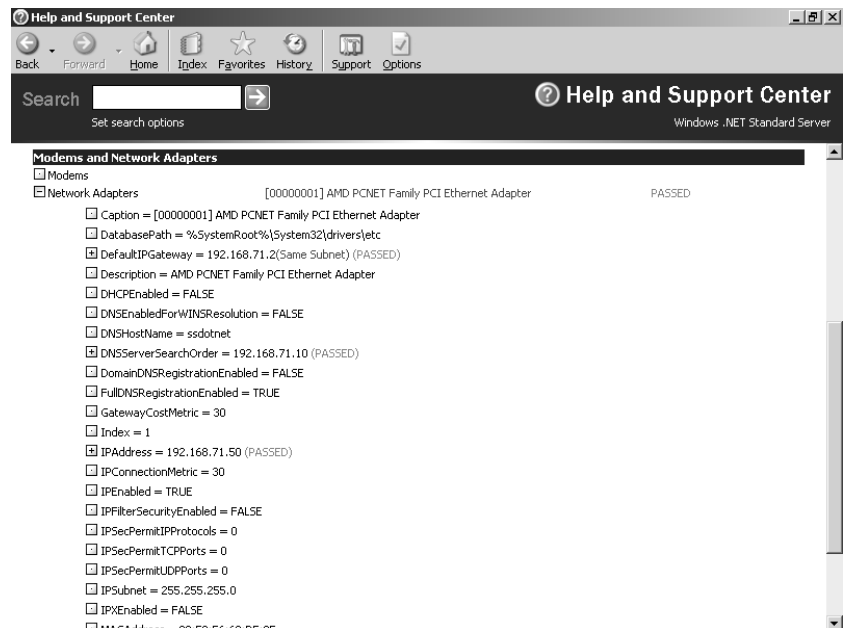 Help and Support Center
Back Forward Home Index Favorites History Support Options
Search
Set search options
Help and Support Center
Windows .NET Standard Server
Modems and Network Adapters
Modems
Network Adapters [00000001] AMD PCNET Family PCI Ethernet Adapter PASSED
Caption = [00000001] AMD PCNET Family PCI Ethernet Adapter
DatabasePath = %SystemRoot%\System32\drivers\etc
DefaultIPGateway = 192.168.71.2(Same Subnet) (PASSED)
Description = AMD PCNET Family PCI Ethernet Adapter
DHCPEnabled = FALSE
DNSEnabledForWINSResolution = FALSE
DNSHostName = ssdotnet
DNSServerSearchOrder = 192.168.71.10 (PASSED)
DomainDNSRegistrationEnabled = FALSE
FullDNSRegistrationEnabled = TRUE
GatewayCostMetric = 30
Index = 1
IPAddress = 192.168.71.50 (PASSED)
IPConnectionMetric = 30
IPEnabled = TRUE
IPFilterSecurityEnabled = FALSE
IPSecPermitIPProtocols = 0
IPSecPermitTCPPorts = 0
IPSecPermitUDPPorts = 0
IPSubnet = 255.255.255.0
IPXEnabled = FALSE